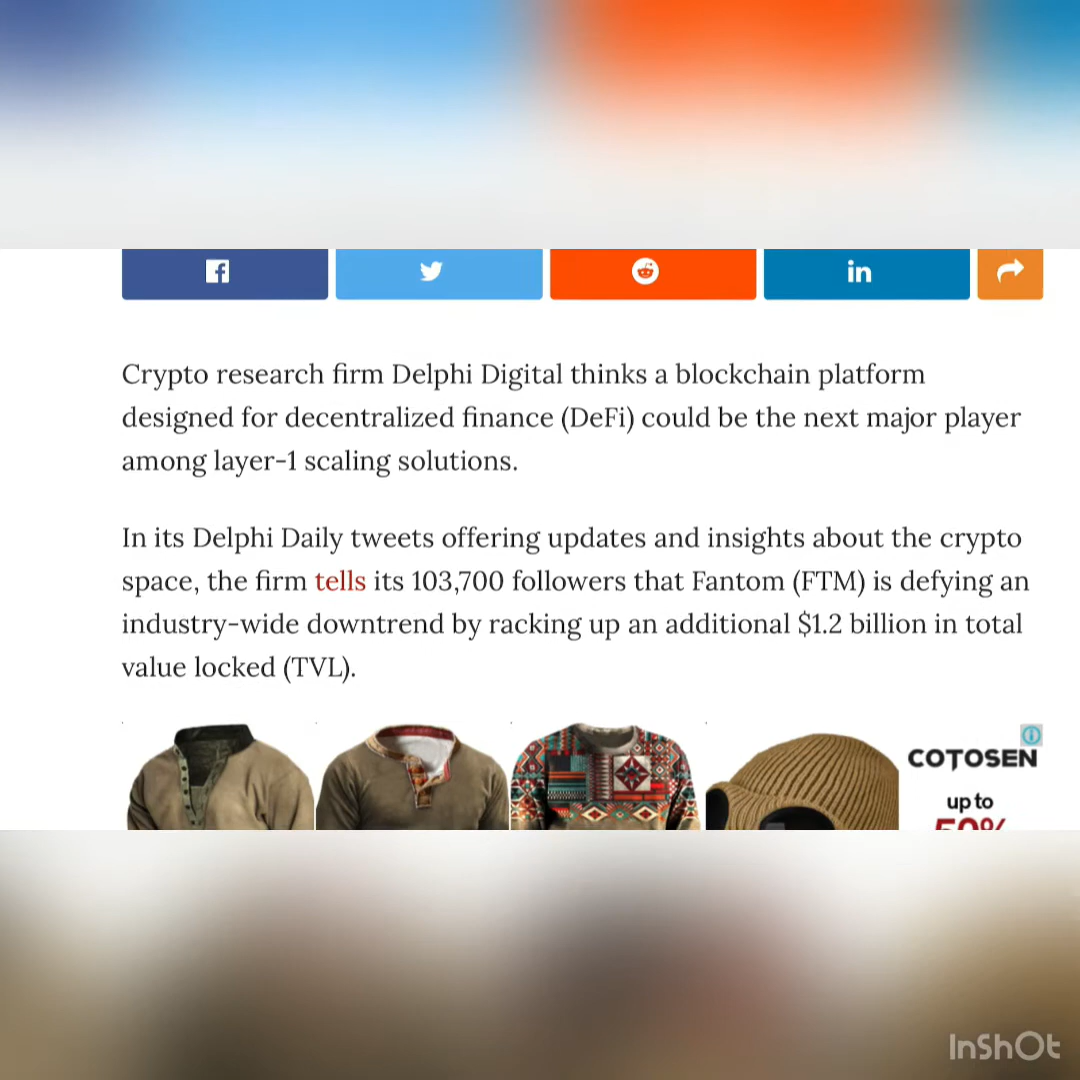 Crypto research firm Delphi Digital thinks a blockchain platform
designed for decentralized finance (DeFi) could be the next major player
among layer-1 scaling solutions.
In its Delphi Daily tweets offering updates and insights about the crypto
space, the firm tells its 103,700 followers that Fantom (FTM) is defying an
industry-wide downtrend by racking up an additional $1.2 billion in total
value locked (TVL).
COTOSEN
up to
50%
InShOt